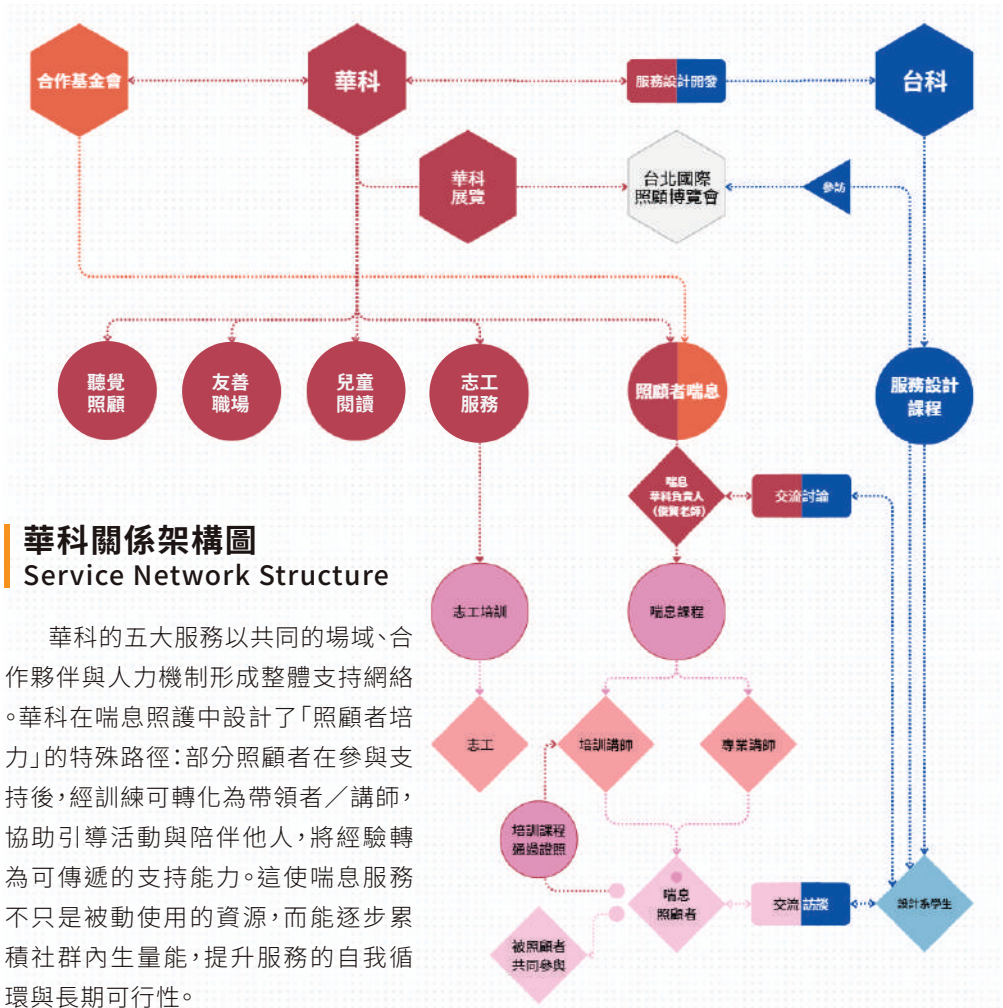 合作基金會
華科
服務設計開發
台科
華科
展覽
台北國際
照顧博覽會
參訪
聽覺
照顧
友善
職場
兒童
閱讀
志工
服務
照顧者喘息
服務設計
課程
喘息
華科負責人
(俊賢老師)
交流討論
華科關係架構圖
Service Network Structure
華科的五大服務以共同的場域、合
作夥伴與人力機制形成整體支持網絡
。華科在喘息照護中設計了「照顧者培
力」的特殊路徑：部分照顧者在參與支
持後，經訓練可轉化為帶領者／講師，
協助引導活動與陪伴他人，將經驗轉
為可傳遞的支持能力。這使喘息服務
不只是被動使用的資源，而能逐步累
積社群內生量能，提升服務的自我循
環與長期可行性。
志工培訓
喘息課程
志工
培訓講師
專業講師
培訓課程
通過證照
喘息
照顧者
交流訪談
設計系學生
被照顧者
共同參與